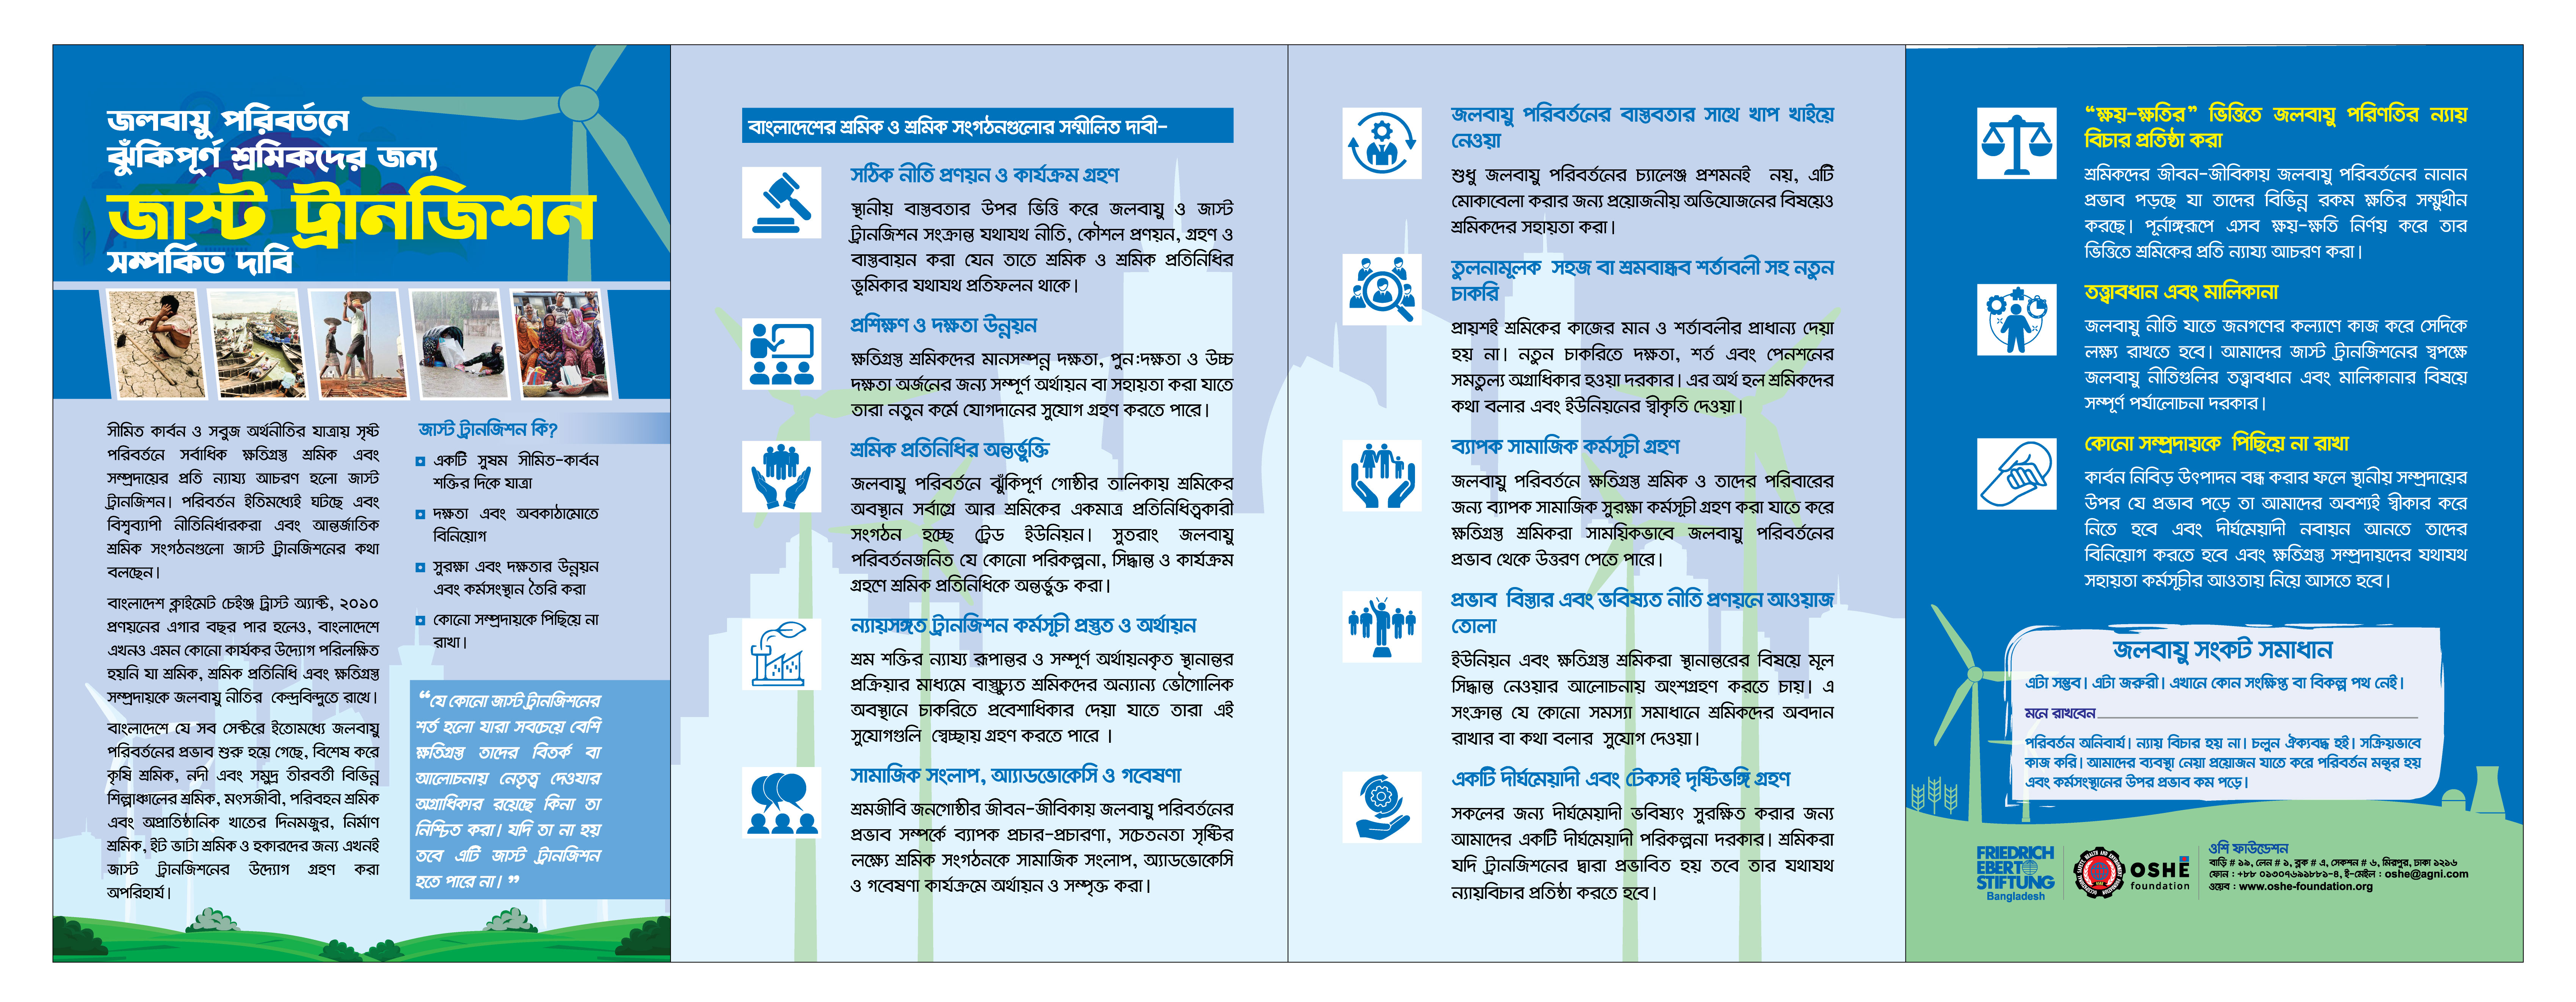 জলবায়ু পরিবর্তনে
ঝুঁকিপূর্ণ শ্রমিকদের জন্য
জাস্ট ট্রানজিশন
সম্পর্কিত দাবি
সীমিত কার্বন ও সবুজ অর্থনীতির যাত্রায় সৃষ্ট
পরিবর্তনে সর্বাধিক ক্ষতিগ্রস্ত শ্রমিক এবং
সম্প্রদায়ের প্রতি ন্যায্য আচরণ হলো জাস্ট
ট্রানজিশন। পরিবর্তন ইতিমধ্যেই ঘটছে এবং
বিশ্বব্যাপী নীতিনির্ধারকরা এবং আন্তর্জাতিক
শ্রমিক সংগঠনগুলো জাস্ট ট্রানজিশনের কথা
বলছেন।
বাংলাদেশ ক্লাইমেট চেইঞ্জ ট্রাস্ট অ্যাক্ট, ২০১০
প্রণয়নের এগার বছর পার হলেও, বাংলাদেশে
এখনও এমন কোনো কার্যকর উদ্যোগ পরিলক্ষিত
হয়নি যা শ্রমিক, শ্রমিক প্রতিনিধি এবং ক্ষতিগ্রস্ত
সম্প্রদায়কে জলবায়ু নীতির কেন্দ্রবিন্দুতে রাখে।
বাংলাদেশে যে সব সেক্টরে ইতোমধ্যে জলবায়ু
পরিবর্তনের প্রভাব শুরু হয়ে গেছে, বিশেষ করে
কৃষি শ্রমিক, নদী এবং সমুদ্র তীরবর্তী বিভিন্ন
শিল্পাঞ্চালের শ্রমিক, মৎসজীবী, পরিবহন শ্রমিক
এবং অপ্রাতিষ্ঠানিক খাতের দিনমজুর, নির্মাণ
শ্রমিক, ইট ভাটা শ্রমিক ও হকারদের জন্য এখনই
জাস্ট ট্রানজিশনের উদ্যোগ গ্রহণ করা
অপরিহার্য।
জাস্ট ট্রানজিশন কি?
একটি সুষম সীমিত-কার্বন
শক্তির দিকে যাত্রা
দক্ষতা এবং অবকাঠামোতে
বিনিয়োগ
সুরক্ষা এবং দক্ষতার উন্নয়ন
এবং কর্মসংস্থান তৈরি করা
কোনো সম্প্রদায়কে পিছিয়ে না
রাখা।
“যে কোনো জাস্ট ট্রানজিশনের
শর্ত হলো যারা সবচেয়ে বেশি
ক্ষতিগ্রস্ত তাদের বিতর্ক বা
আলোচনায় নেতৃত্ব দেওযার
অগ্রাধিকার রয়েছে কিনা তা
নিশ্চিত করা। যদি তা না হয়
তবে এটি জাস্ট ট্রানজিশন
হতে পারে না।”
বাংলাদেশের শ্রমিক ও শ্রমিক সংগঠনগুলোর সম্মীলিত দাবী-
সঠিক নীতি প্রণয়ন ও কার্যক্রম গ্রহণ
স্থানীয় বাস্তবতার উপর ভিত্তি করে জলবায়ু ও জাস্ট
ট্রানজিশন সংক্রান্ত যথাযথ নীতি, কৌশল প্রণয়ন, গ্রহণ ও
বাস্তবায়ন করা যেন তাতে শ্রমিক ও শ্রমিক প্রতিনিধির
ভূমিকার যথাযথ প্রতিফলন থাকে।
প্রশিক্ষণ ও দক্ষতা উন্নয়ন
ক্ষতিগ্রস্ত শ্রমিকদের মানসম্পন্ন দক্ষতা, পুন:দক্ষতা ও উচ্চ
দক্ষতা অর্জনের জন্য সম্পূর্ণ অর্থায়ন বা সহায়তা করা যাতে
তারা নতুন কর্মে যোগদানের সুযোগ গ্রহণ করতে পারে।
শ্রমিক প্রতিনিধির অন্তর্ভুক্তি
জলবায়ু পরিবর্তনে ঝুঁকিপূর্ণ গোষ্ঠীর তালিকায় শ্রমিকের
অবস্থান সর্বাগ্রে আর শ্রমিকের একমাত্র প্রতিনিধিত্বকারী
সংগঠন হচ্ছে ট্রেড ইউনিয়ন। সুতরাং জলবায়ু
পরিবর্তনজনিত যে কোনো পরিকল্পনা, সিদ্ধান্ত ও কার্যক্রম
গ্রহণে শ্রমিক প্রতিনিধিকে অন্তর্ভুক্ত করা।
ন্যায়সঙ্গত ট্রানজিশন কর্মসূচী প্রস্তুত ও অর্থায়ন
শ্রম শক্তির ন্যায্য রূপান্তর ও সম্পূর্ণ অর্থায়নকৃত স্থানান্তর
প্রক্রিয়ার মাধ্যমে বাস্তুচ্যুত শ্রমিকদের অন্যান্য ভৌগোলিক
অবস্থানে চাকরিতে প্রবেশাধিকার দেয়া যাতে তারা এই
সুযোগগুলি স্বেচ্ছায় গ্রহণ করতে পারে ।
সামাজিক সংলাপ, অ্যাডভোকেসি ও গবেষণা
শ্রমজীবি জনগোষ্ঠীর জীবন-জীবিকায় জলবায়ু পরিবর্তনের
প্রভাব সম্পর্কে ব্যাপক প্রচার-প্রচারণা, সচেতনতা সৃষ্টির
লক্ষ্যে শ্রমিক সংগঠনকে সামাজিক সংলাপ, অ্যাডভোকেসি
ও গবেষণা কার্যক্রমে অর্থায়ন ও সম্পৃক্ত করা।
জলবায়ু পরিবর্তনের বাস্তবতার সাথে খাপ খাইয়ে
নেওয়া
শুধু জলবায়ু পরিবর্তনের চ্যালেঞ্জ প্রশমনই নয়, এটি
মোকাবেলা করার জন্য প্রয়োজনীয় অভিযোজনের বিষয়েও
শ্রমিকদের সহায়তা করা।
তুলনামূলক সহজ বা শ্রমবান্ধব শর্তাবলী সহ নতুন
চাকরি
প্রায়শই শ্রমিকের কাজের মান ও শর্তাবলীর প্রাধান্য দেয়া
হয় না। নতুন চাকরিতে দক্ষতা, শর্ত এবং পেনশনের
সমতুল্য অগ্রাধিকার হওয়া দরকার। এর অর্থ হল শ্রমিকদের
কথা বলার এবং ইউনিয়নের স্বীকৃতি দেওয়া।
ব্যাপক সামাজিক কর্মসূচী গ্রহণ
জলবায়ু পরিবর্তনে ক্ষতিগ্রস্ত শ্রমিক ও তাদের পরিবারের
জন্য ব্যাপক সামাজিক সুরক্ষা কর্মসূচী গ্রহণ করা যাতে করে
ক্ষতিগ্রস্ত শ্রমিকরা সাময়িকভাবে জলবায়ু পরিবর্তনের
প্রভাব থেকে উত্তরণ পেতে পারে।
প্রভাব বিস্তার এবং ভবিষ্যত নীতি প্রণয়নে আওয়াজ
তোলা
ইউনিয়ন এবং ক্ষতিগ্রস্ত শ্রমিকরা স্থানান্তরের বিষয়ে মূল
সিদ্ধান্ত নেওয়ার আলোচনায় অংশগ্রহণ করতে চায়। এ
সংক্রান্ত যে কোনো সমস্যা সমাধানে শ্রমিকদের অবদান
রাখার বা কথা বলার সুযোগ দেওয়া।
একটি দীর্ঘমেয়াদী এবং টেকসই দৃষ্টিভঙ্গি গ্রহণ
সকলের জন্য দীর্ঘমেয়াদী ভবিষ্যৎ সুরক্ষিত করার জন্য
আমাদের একটি দীর্ঘমেয়াদী পরিকল্পনা দরকার। শ্রমিকরা
যদি ট্রানজিশনের দ্বারা প্রভাবিত হয় তবে তার যথাযথ
ন্যায়বিচার প্রতিষ্ঠা করতে হবে।
“ক্ষয়-ক্ষতির” ভিত্তিতে জলবায়ু পরিণতির ন্যায়
বিচার প্রতিষ্ঠা করা
শ্রমিকদের জীবন-জীবিকায় জলবায়ু পরিবর্তনের নানান
প্রভাব পড়ছে যা তাদের বিভিন্ন রকম ক্ষতির সম্মুখীন
করছে। পূর্নাঙ্গরূপে এসব ক্ষয়-ক্ষতি নির্ণয় করে তার
ভিত্তিতে শ্রমিকের প্রতি ন্যায্য আচরণ করা।
তত্ত্বাবধান এবং মালিকানা
জলবায়ু নীতি যাতে জনগণের কল্যাণে কাজ করে সেদিকে
লক্ষ্য রাখতে হবে। আমাদের জাস্ট ট্রানজিশনের স্বপক্ষে
জলবায়ু নীতিগুলির তত্ত্বাবধান এবং মালিকানার বিষয়ে
সম্পূর্ণ পর্যালোচনা দরকার।
কোনো সম্প্রদায়কে পিছিয়ে না রাখা
কার্বন নিবিড় উৎপাদন বন্ধ করার ফলে স্থানীয় সম্প্রদায়ের
উপর যে প্রভাব পড়ে তা আমাদের অবশ্যই স্বীকার করে
নিতে হবে এবং দীর্ঘমেয়াদী নবায়ন আনতে তাদের
বিনিয়োগ করতে হবে এবং ক্ষতিগ্রস্ত সম্প্রদায়দের যথাযথ
সহায়তা কর্মসূচীর আওতায় নিয়ে আসতে হবে।
জলবায়ু সংকট সমাধান
এটা সম্ভব। এটা জরুরী। এখানে কোন সংক্ষিপ্ত বা বিকল্প পথ নেই।
মনে রাখবেন
পরিবর্তন অনিবার্য। ন্যায় বিচার হয় না। চলুন ঐক্যবদ্ধ হই। সক্রিয়ভাবে
কাজ করি। আমাদের ব্যবস্থা নেয়া প্রয়োজন যাতে করে পরিবর্তন মন্থর হয়
এবং কর্মসংস্থানের উপর প্রভাব কম পড়ে।
FRIEDRICH
EBERT
STIFTUNG
Bangladesh
OSHE
foundation
ওশি ফাউন্ডেশন
বাড়ি # ১৯, লেন # ১, ব্লক # এ, সেকশন # ৬, মিরপুর, ঢাকা ১২১৬
ফোন : +৮৮ ০১৩০৭৬৯১৮৮১-৪, ই-মেইল : oshe@agni.com
ওয়েব : www.oshe-foundation.org